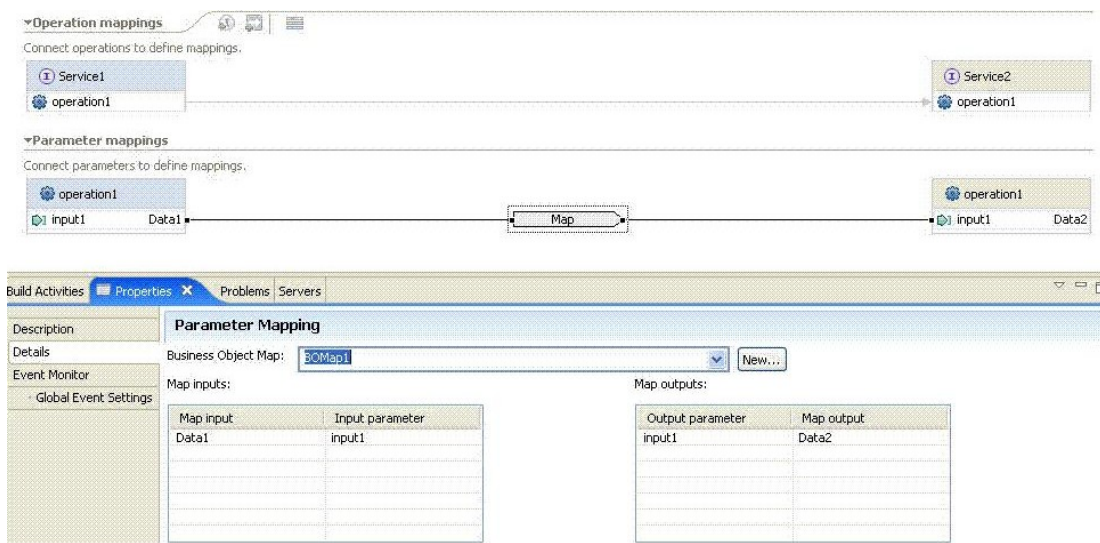 Operation mappings
Connect operations to define mappings.
Service1
Service2
operation1
operation1
Parameter mappings
Connect parameters to define mappings.
operation1
operation1
input1 Data1
Map
input1 Data2
Build Activities Properties Problems Servers
Description
Parameter Mapping
Details
Business Object Map: BOMap1 New...
Event Monitor
Global Event Settings
Map inputs:
Map outputs:
Map input Input parameter
Output parameter Map output
Data1 input1
input1 Data2